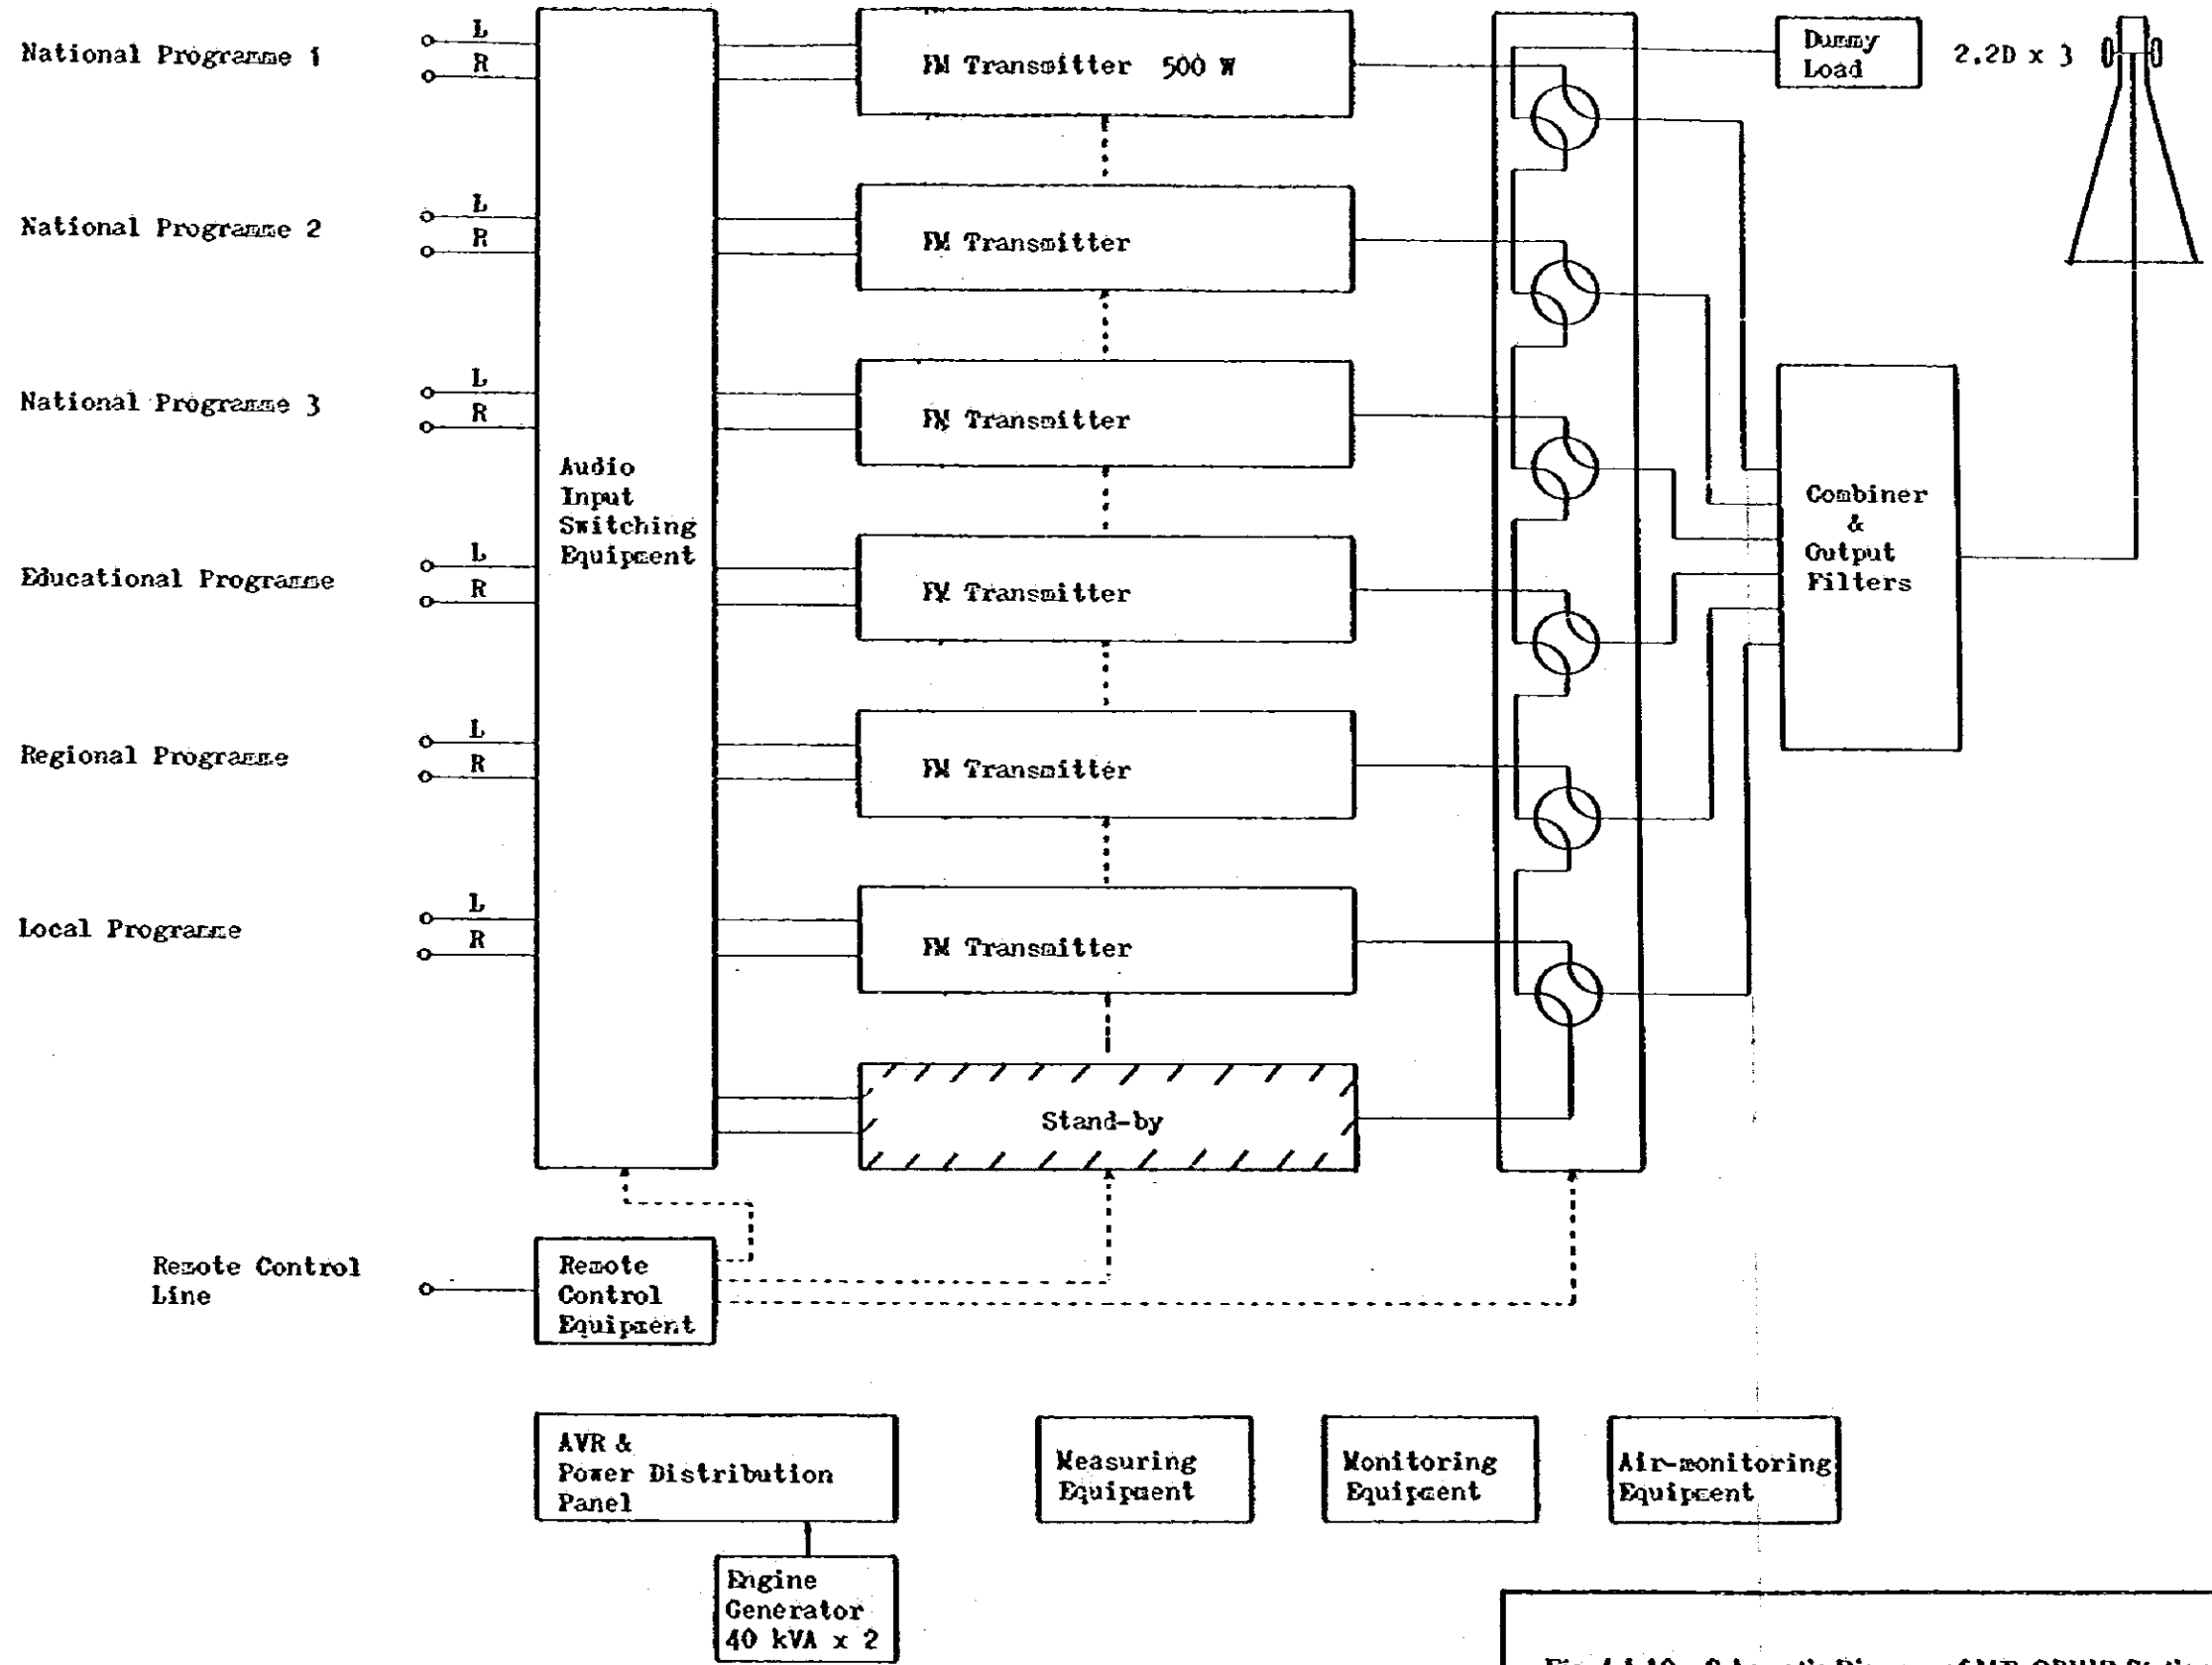 National Programme 1
L
R
FM Transmitter 500 W
Dummy
Load
2.2D x 3
National Programme 2
L
R
FM Transmitter
National Programme 3
L
R
FM Transmitter
Audio
Input
Switching
Equipment
Combiner
&
Output
Filters
Educational Programme
L
R
FM Transmitter
Regional Programme
L
R
FM Transmitter
Local Programme
L
R
FM Transmitter
Stand-by
Remote Control
Line
Remote
Control
Equipment
AVR &
Power Distribution
Panel
Measuring
Equipment
Monitoring
Equipment
Air-monitoring
Equipment
Engine
Generator
40 kVA x 2